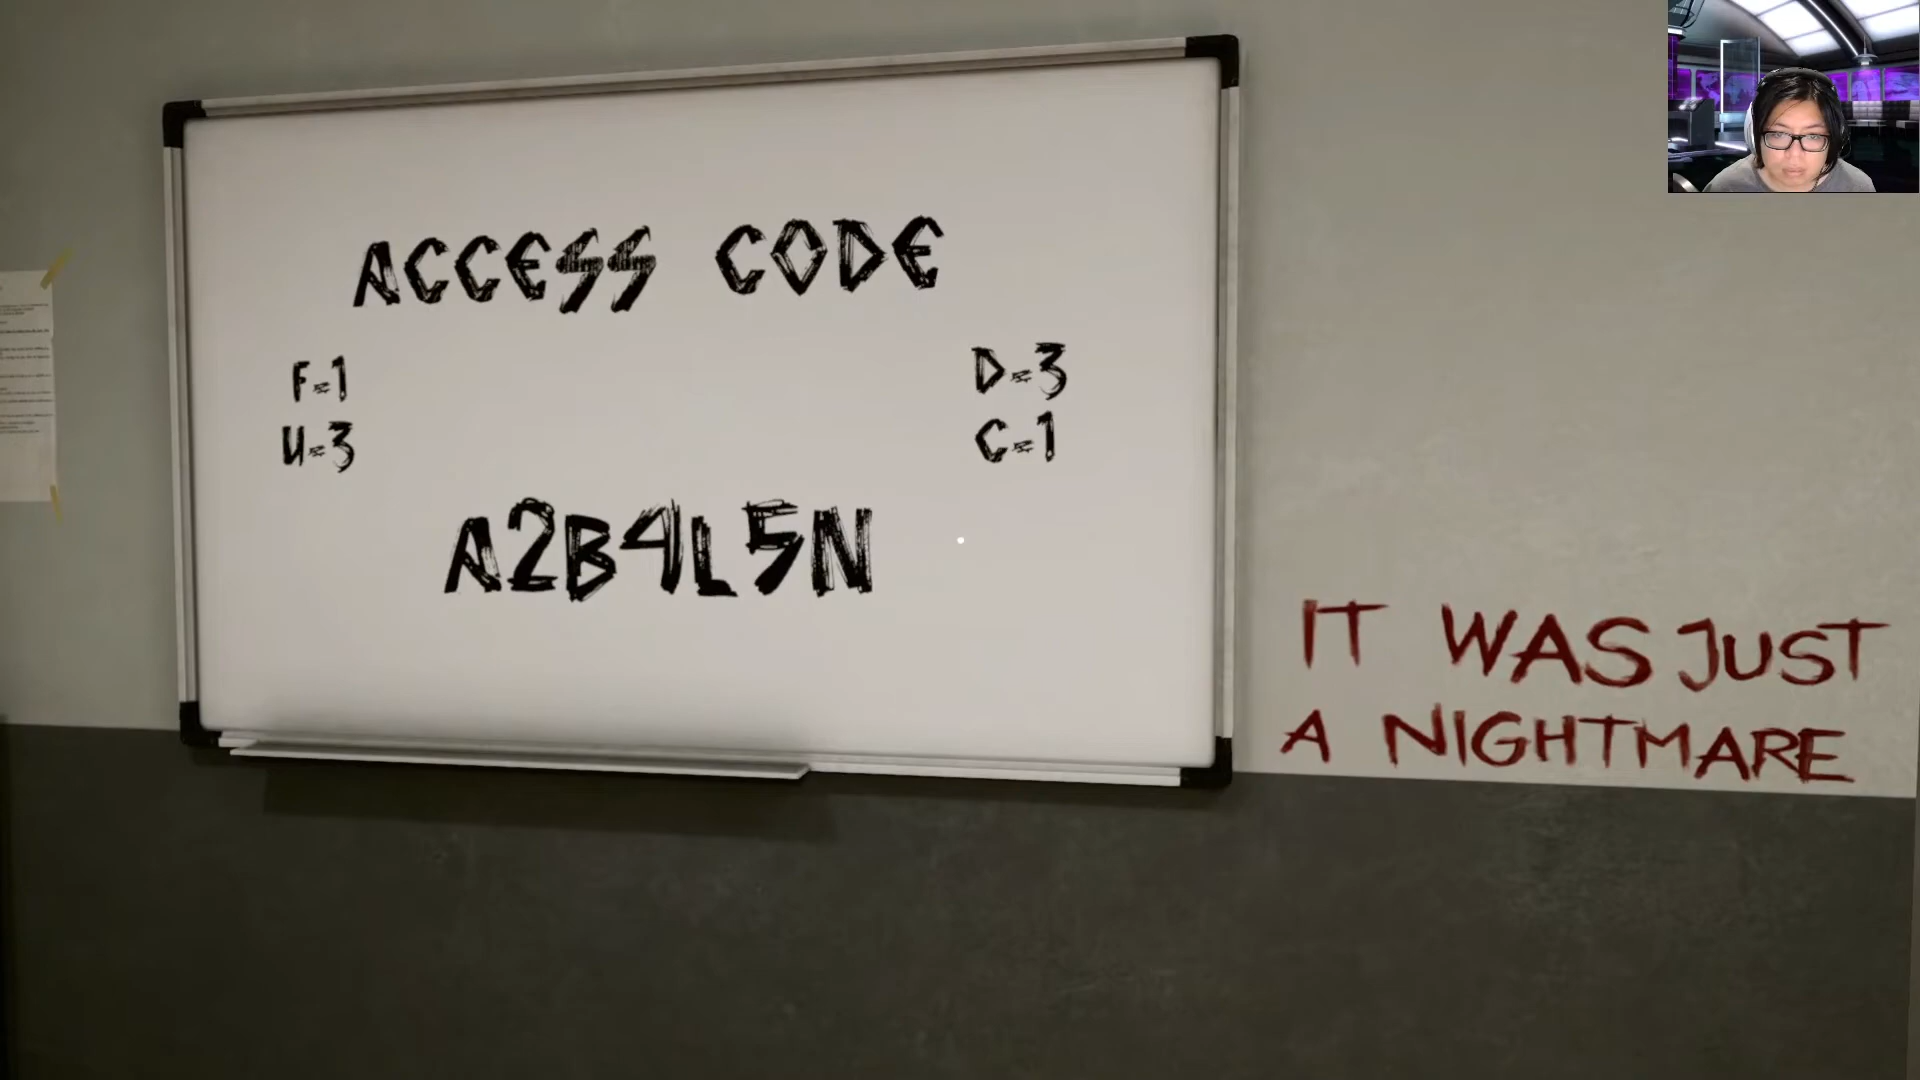 ACCESS CODE
F=1
U=3
D=3
C=1
A2B4L5N
IT WAS JUST
A NIGHTMARE